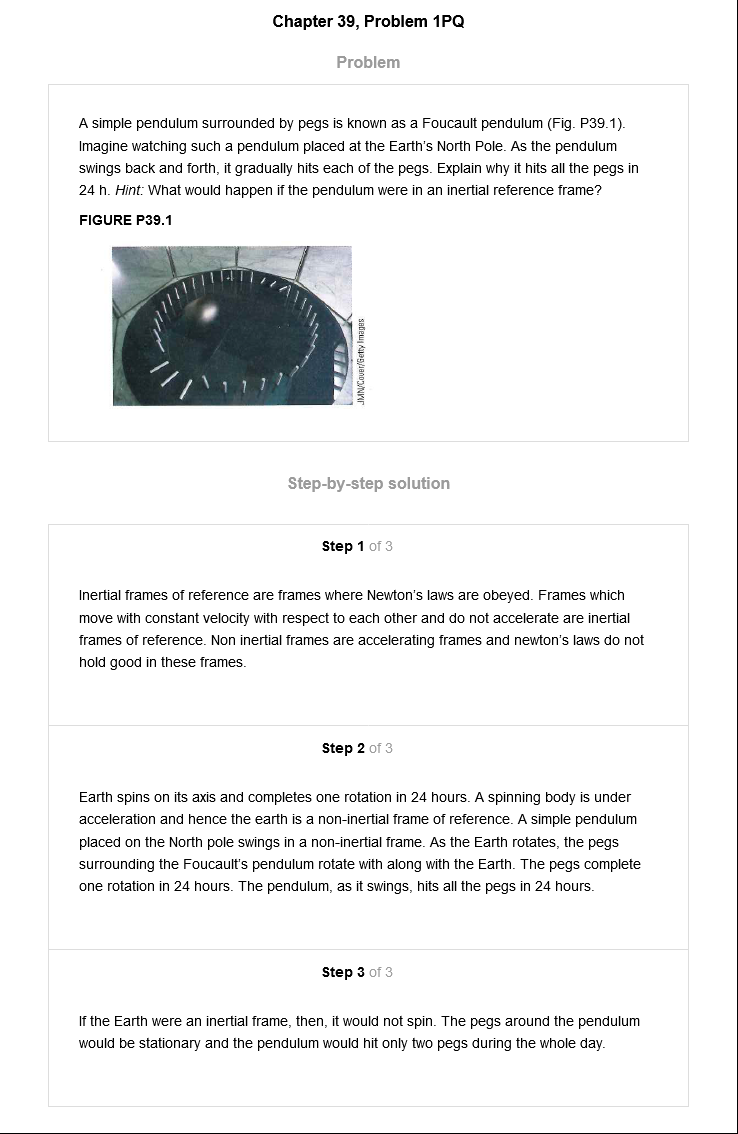 Chapter 39, Problem 1PQ
Problem
A simple pendulum surrounded by pegs is known as a Foucault pendulum (Fig. P39.1).
Imagine watching such a pendulum placed at the Earth's North Pole. As the pendulum
swings back and forth, it gradually hits each of the pegs. Explain why it hits all the pegs in
24 h. Hint: What would happen if the pendulum were in an inertial reference frame?
FIGURE P39.1
JMN/Cover/Getty Images
Step-by-step solution
Step 1 of 3
Inertial frames of reference are frames where Newton's laws are obeyed. Frames which
move with constant velocity with respect to each other and do not accelerate are inertial
frames of reference. Non inertial frames are accelerating frames and newton's laws do not
hold good in these frames.
Step 2 of 3
Earth spins on its axis and completes one rotation in 24 hours. A spinning body is under
acceleration and hence the earth is a non-inertial frame of reference. A simple pendulum
placed on the North pole swings in a non-inertial frame. As the Earth rotates, the pegs
surrounding the Foucault's pendulum rotate with along with the Earth. The pegs complete
one rotation in 24 hours. The pendulum, as it swings, hits all the pegs in 24 hours.
Step 3 of 3
If the Earth were an inertial frame, then, it would not spin. The pegs around the pendulum
would be stationary and the pendulum would hit only two pegs during the whole day.